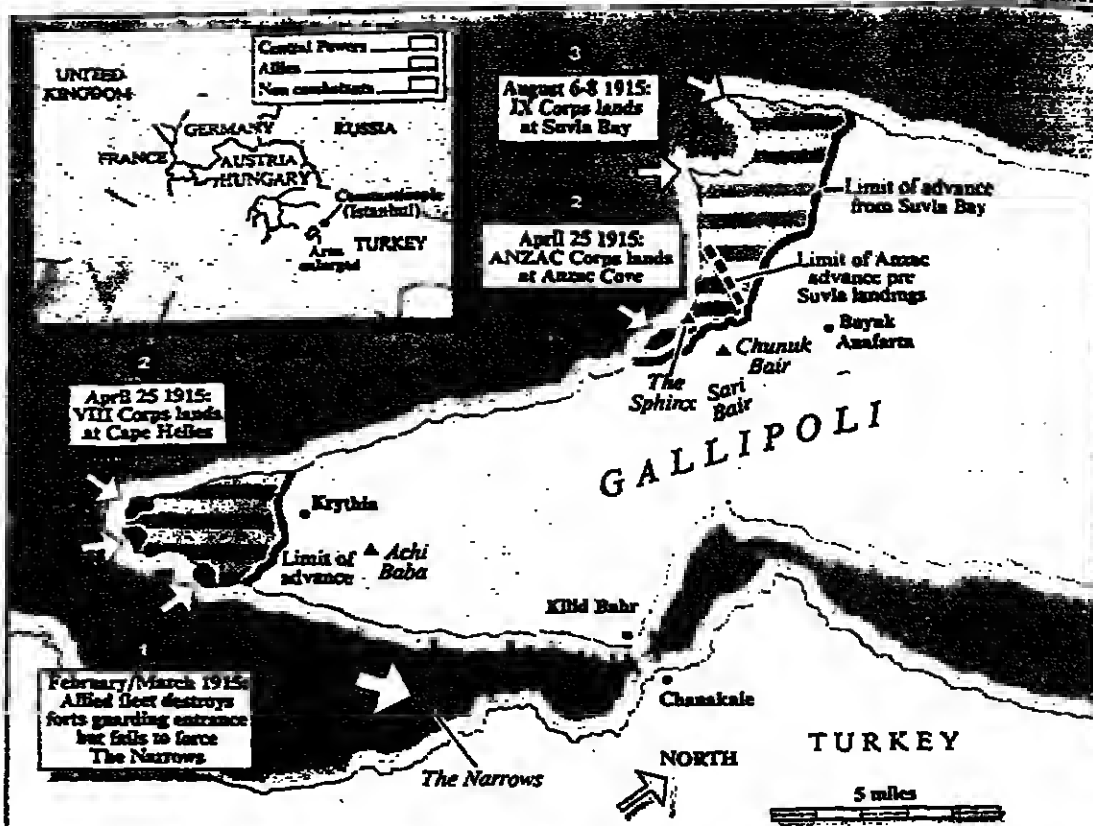 Central Powers
Allies
Non combatants
UNITED
KINGDOM
GERMANY
RUSSIA
FRANCE
AUSTRIA
HUNGARY
Constantinople
(Istanbul)
Area
enlarged
TURKEY
3
August 6-8 1915:
IX Corps lands
at Suvla Bay
2
April 25 1915:
ANZAC Corps lands
at Anzac Cove
Limit of advance
from Suvla Bay
Limit of Anzac
advance pre
Suvla landings
Buyuk
Anafarta
Chunuk
Bair
The
Sphinx
Sari
Bair
GALLIPOLI
2
April 25 1915:
VIII Corps lands
at Cape Helles
Krythia
Limit of
advance
Achi
Baba
Kilid Bahr
1
February/March 1915:
Allied fleet destroys
forts guarding entrance
but fails to force
The Narrows
The Narrows
Chanakale
NORTH
TURKEY
5 miles